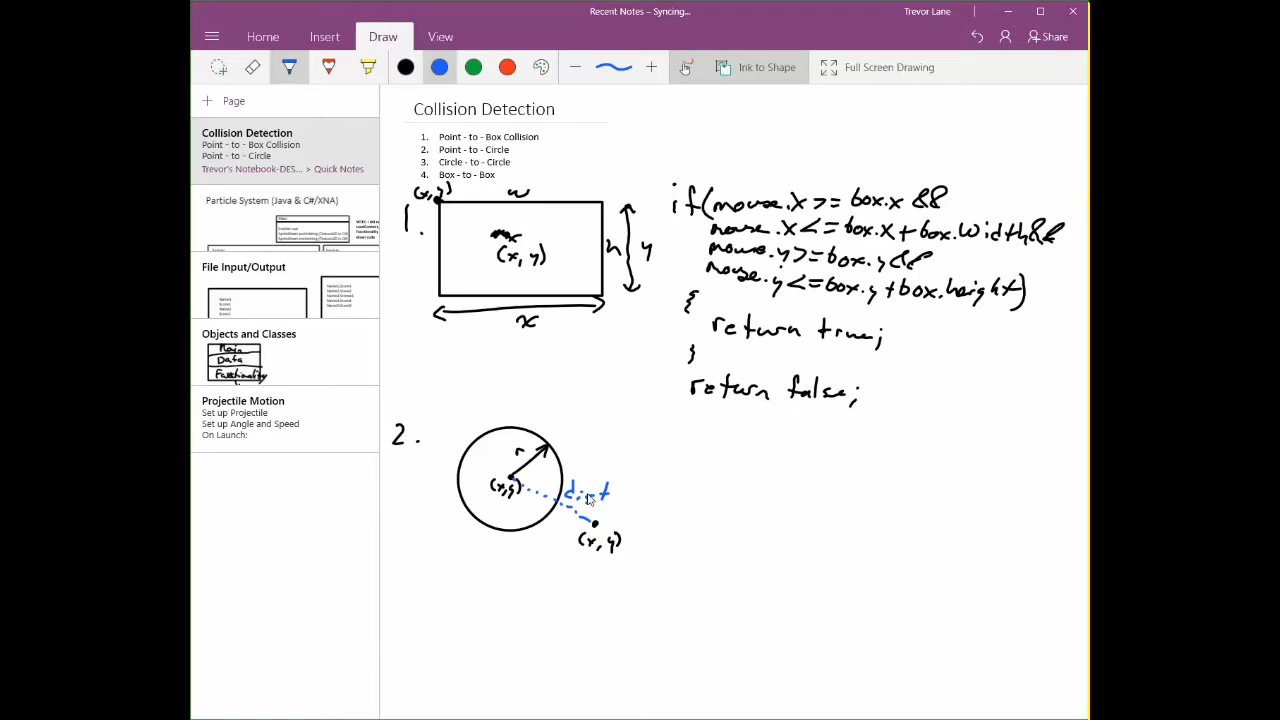 Recent Notes – Syncing...
Trevor Lane
Home
Insert
Draw
View
Share
Ink to Shape
Full Screen Drawing
Page
Collision Detection
Point - to - Box Collision
Point - to - Circle
Trevor's Notebook-DES... > Quick Notes
Particle System (Java & C#/XNA)
File Input/Output
Objects and Classes
Main
Data
Functionality
Projectile Motion
Set up Projectile
Set up Angle and Speed
On Launch:
Collision Detection
1. Point - to - Box Collision
2. Point - to - Circle
3. Circle - to - Circle
4. Box - to - Box
(x,y)
w
1.
(x, y)
h
y
x
if(mouse.x >= box.x &&
mouse.x <= box.x + box.width &&
mouse.y >= box.y &&
mouse.y <= box.y + box.height)
{
return true;
}
return false;
2.
r
(x,y)
dist
(x, y)